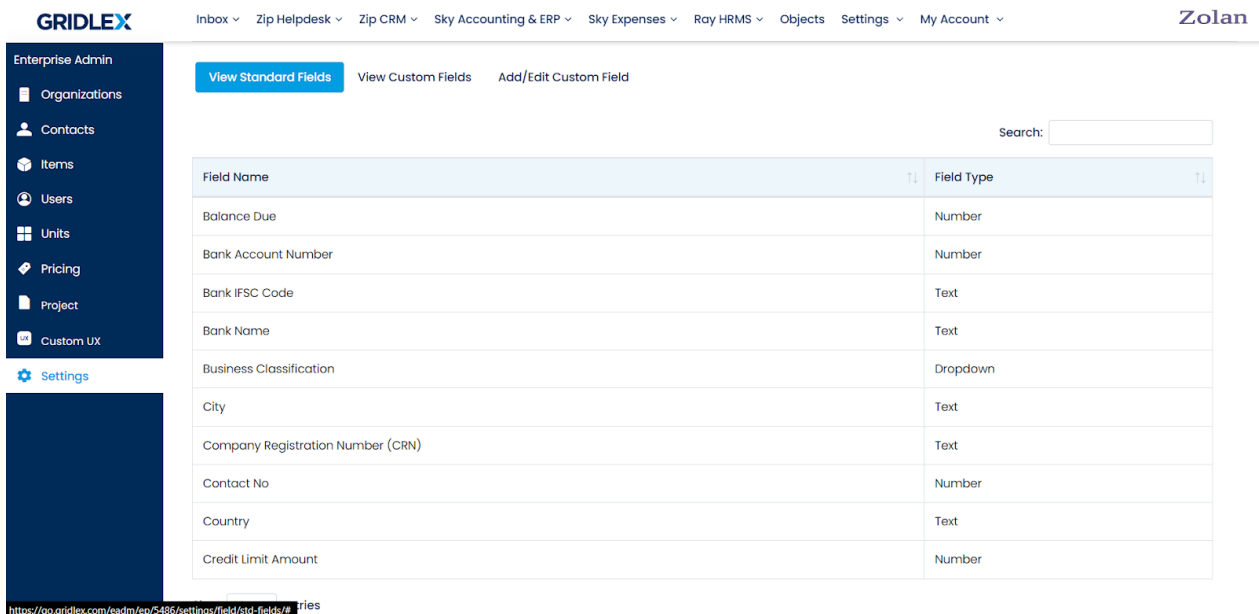 GRIDLEX Inbox Zip Helpdesk Zip CRM Sky Accounting & ERP Sky Expenses Ray HRMS Objects Settings My Account Zolan
Enterprise Admin
Organizations
Contacts
Items
Users
Units
Pricing
Project
UX Custom UX
Settings
View Standard Fields View Custom Fields Add/Edit Custom Field
Search:
Field Name Field Type
Balance Due Number
Bank Account Number Number
Bank IFSC Code Text
Bank Name Text
Business Classification Dropdown
City Text
Company Registration Number (CRN) Text
Contact No Number
Country Text
Credit Limit Amount Number
https://go.gridlex.com/eadm/ep/5486/settings/field/std-fields/# tries